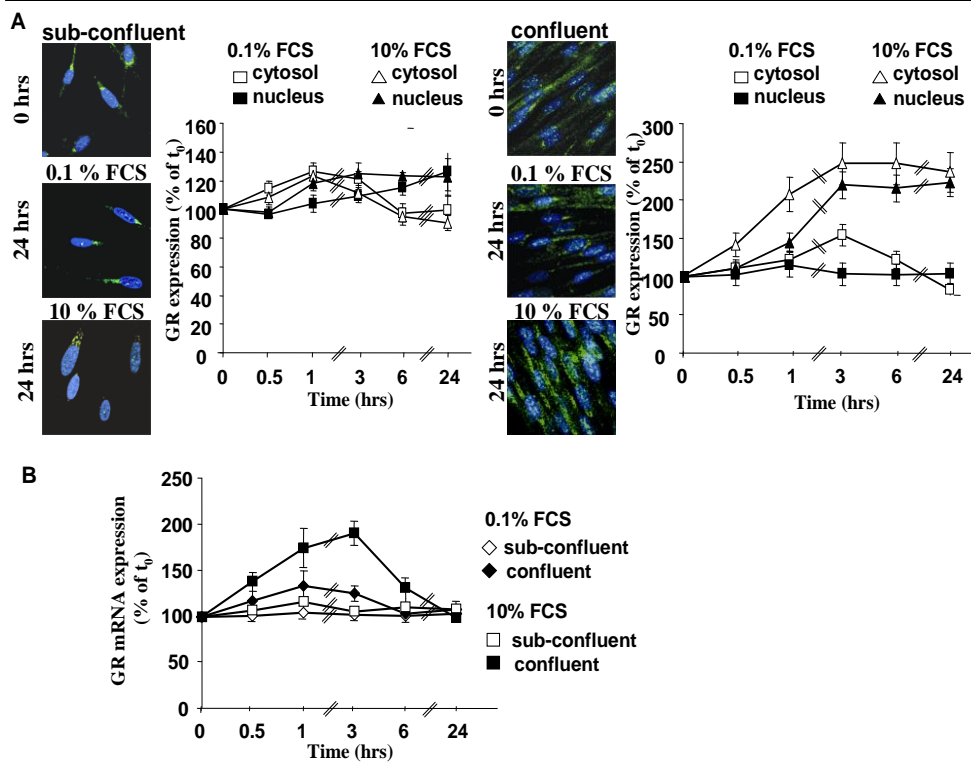 A
sub-confluent
0 hrs
0.1 % FCS
24 hrs
10 % FCS
24 hrs
0.1% FCS
10% FCS
cytosol
cytosol
nucleus
nucleus
GR expression (% of t0)
160
140
120
100
80
60
40
20
0
0 0.5 1 3 6 24
Time (hrs)
confluent
0 hrs
0.1 % FCS
24 hrs
10 % FCS
24 hrs
0.1% FCS
10% FCS
cytosol
cytosol
nucleus
nucleus
GR expression (% of t0)
300
250
200
150
100
50
0
0 0.5 1 3 6 24
Time (hrs)
B
GR mRNA expression
(% of t0)
250
200
150
100
50
0
0 0.5 1 3 6 24
Time (hrs)
0.1% FCS
sub-confluent
confluent
10% FCS
sub-confluent
confluent